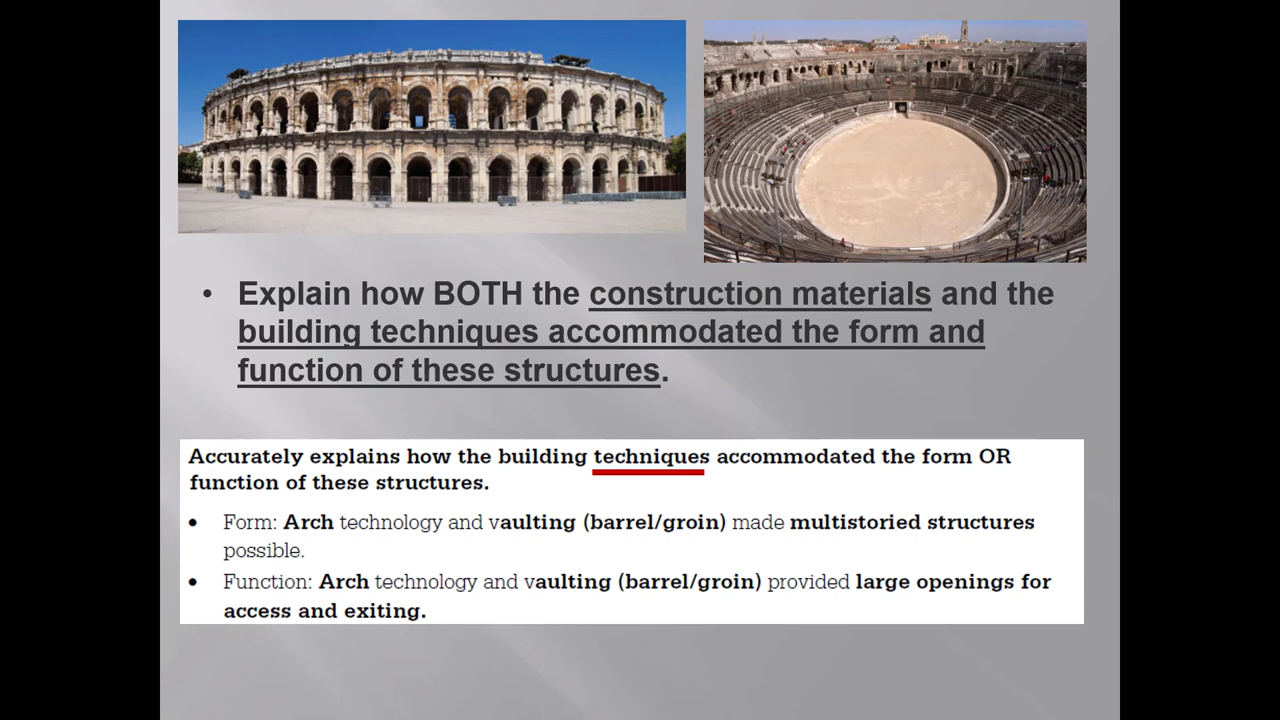 • Explain how BOTH the construction materials and the
building techniques accommodated the form and
function of these structures.
Accurately explains how the building techniques accommodated the form OR
function of these structures.
• Form: Arch technology and vaulting (barrel/groin) made multistoried structures
possible.
• Function: Arch technology and vaulting (barrel/groin) provided large openings for
access and exiting.